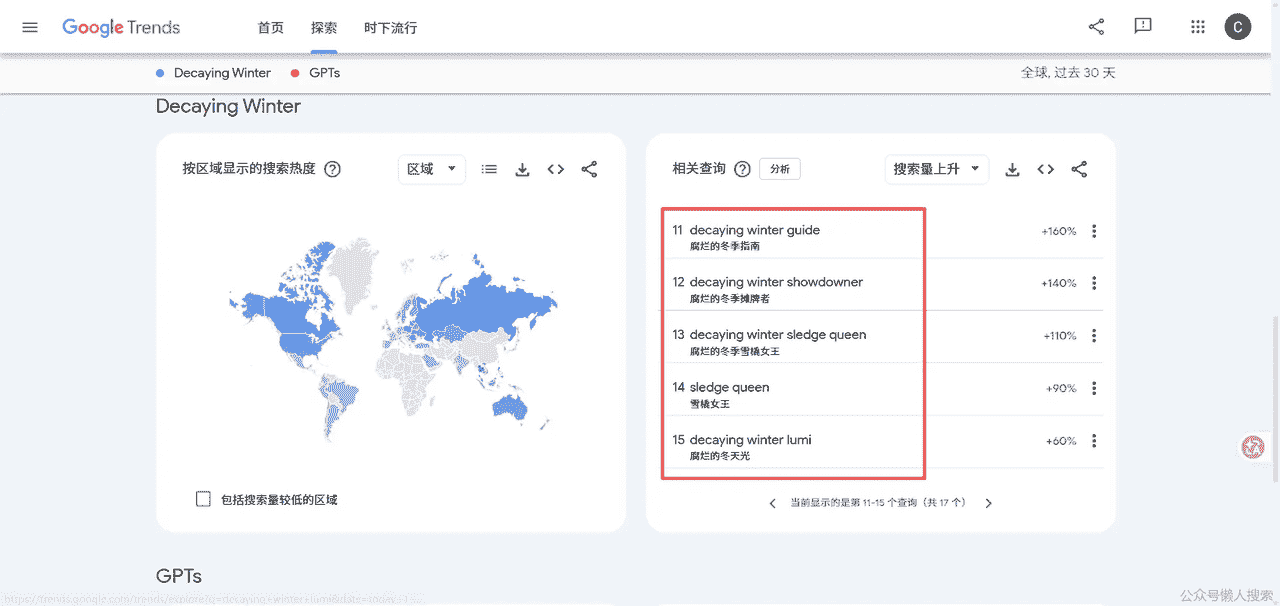 Google Trends 首页 探索 时下流行 C
Decaying Winter GPTs 全球, 过去 30 天
Decaying Winter
按区域显示的搜索热度 区域
相关查询 分析 搜索量上升
11 decaying winter guide +160%
腐烂的冬季指南
12 decaying winter showdowner +140%
腐烂的冬季摊牌者
13 decaying winter sledge queen +110%
腐烂的冬季雪橇女王
14 sledge queen +90%
雪橇女王
15 decaying winter lumi +60%
腐烂的冬天光
包括搜索量较低的区域
当前显示的是第 11-15 个查询（共 17 个）
GPTs
公众号懒人搜索